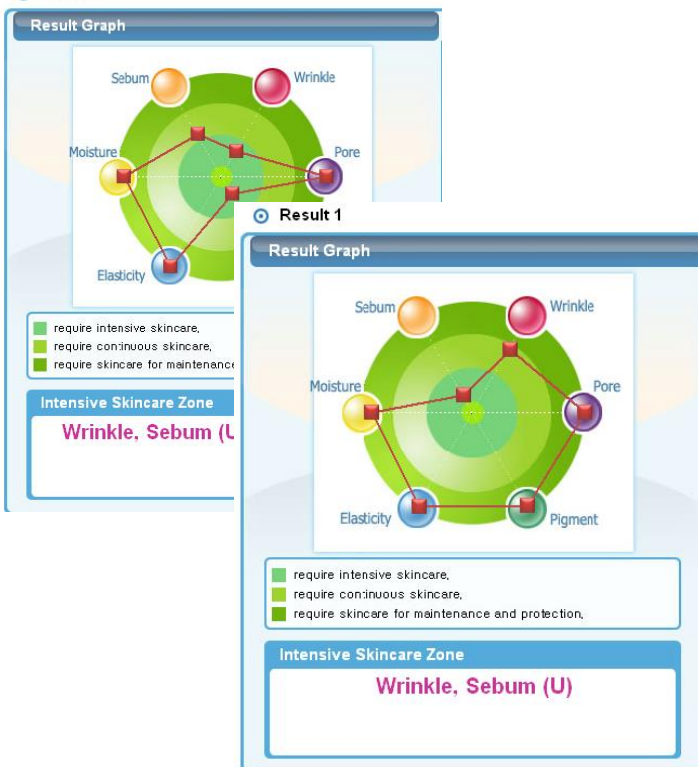 Result Graph
Sebum
Wrinkle
Moisture
Pore
Elasticity
require intensive skincare,
require continuous skincare,
require skincare for maintenance
Intensive Skincare Zone
Wrinkle, Sebum (U
Result 1
Result Graph
Sebum
Wrinkle
Moisture
Pore
Elasticity
Pigment
require intensive skincare,
require continuous skincare,
require skincare for maintenance and protection,
Intensive Skincare Zone
Wrinkle, Sebum (U)